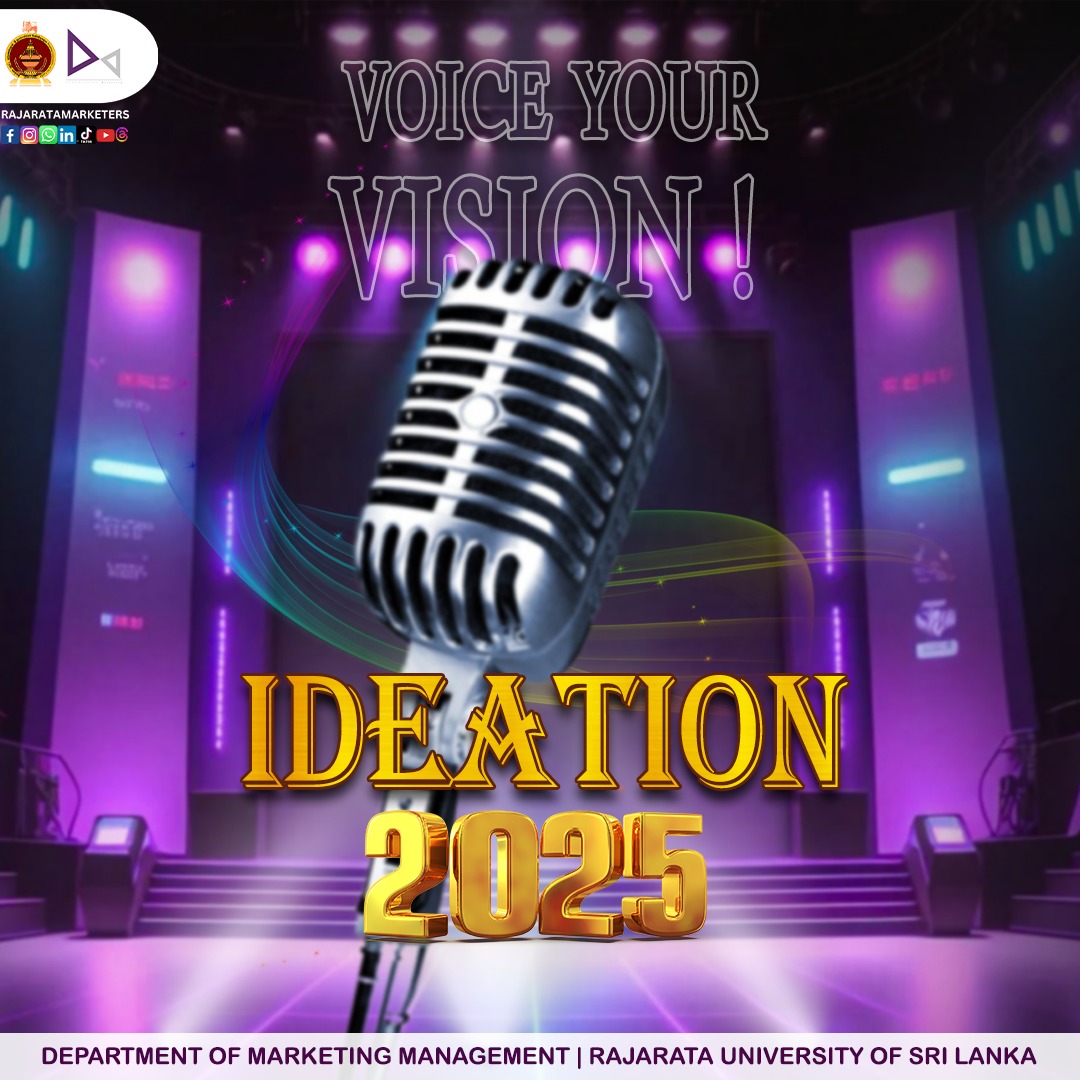 RAJARATAMARKETERS
VOICE YOUR
VISION !
IDEATION
2025
DEPARTMENT OF MARKETING MANAGEMENT | RAJARATA UNIVERSITY OF SRI LANKA